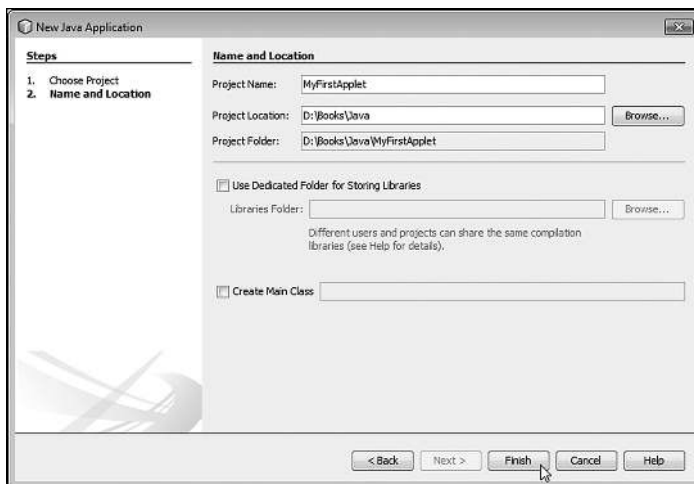 New Java Application
Steps
1. Choose Project
2. Name and Location
Name and Location
Project Name: MyFirstApplet
Project Location: D:\Books\Java Browse...
Project Folder: D:\Books\Java\MyFirstApplet
Use Dedicated Folder for Storing Libraries
Libraries Folder: Browse...
Different users and projects can share the same compilation
libraries (see Help for details).
Create Main Class
< Back Next > Finish Cancel Help